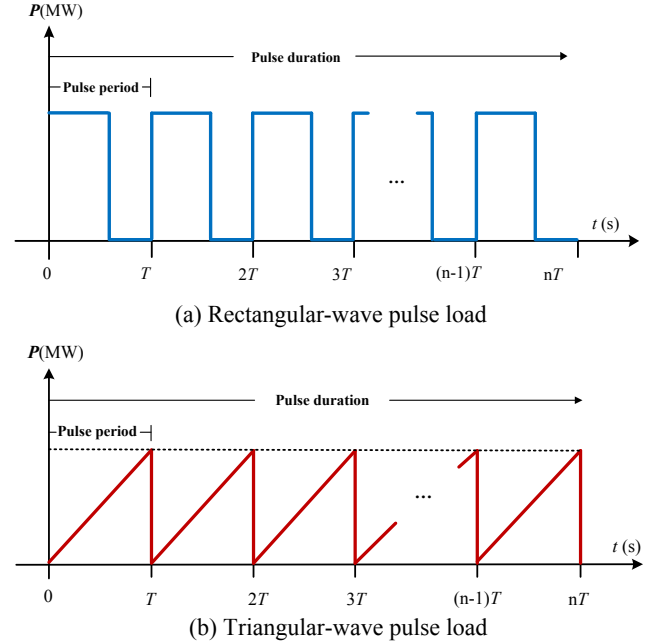 P(MW)
Pulse duration
Pulse period
...
t (s)
0 T 2T 3T (n-1)T nT
(a) Rectangular-wave pulse load
P(MW)
Pulse duration
Pulse period
...
t (s)
0 T 2T 3T (n-1)T nT
(b) Triangular-wave pulse load